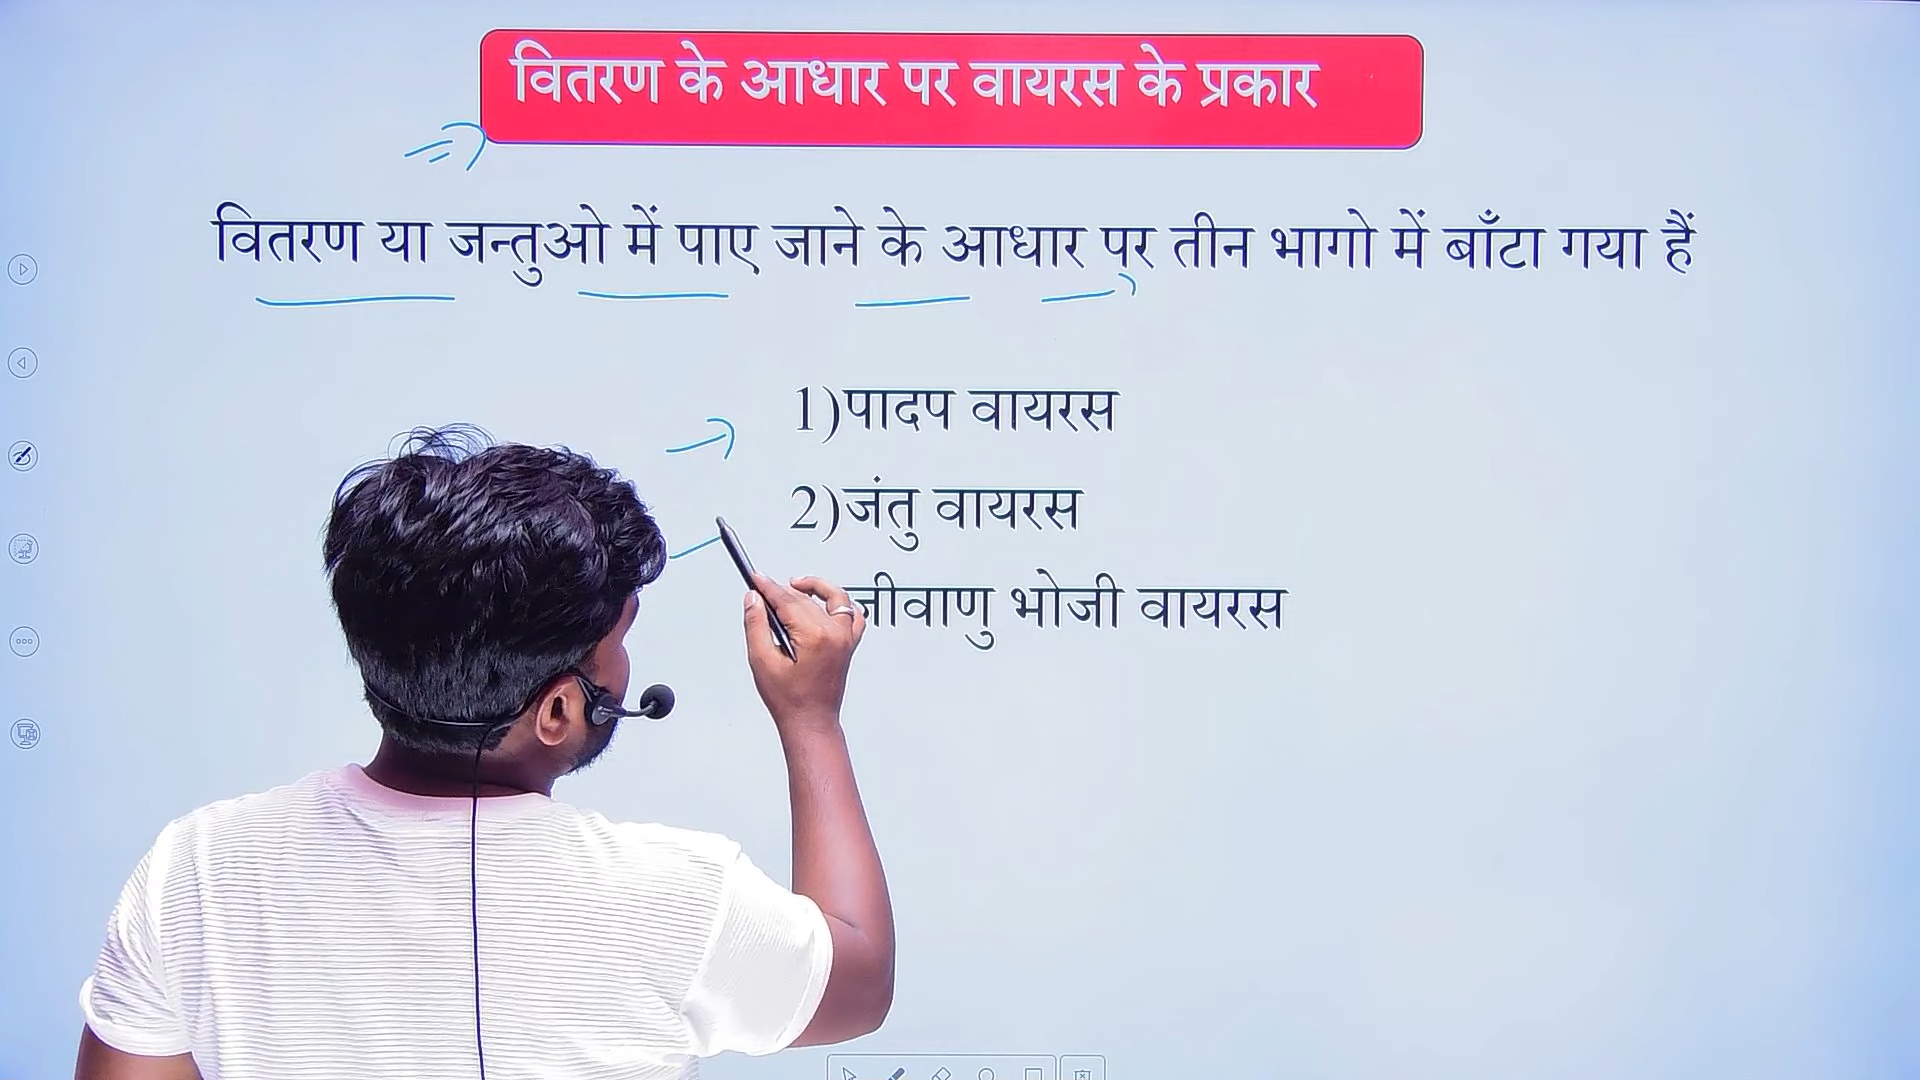 वितरण के आधार पर वायरस के प्रकार
वितरण या जन्तुओ में पाए जाने के आधार पर तीन भागो में बाँटा गया हैं
1)पादप वायरस
2)जंतु वायरस
जीवाणु भोजी वायरस